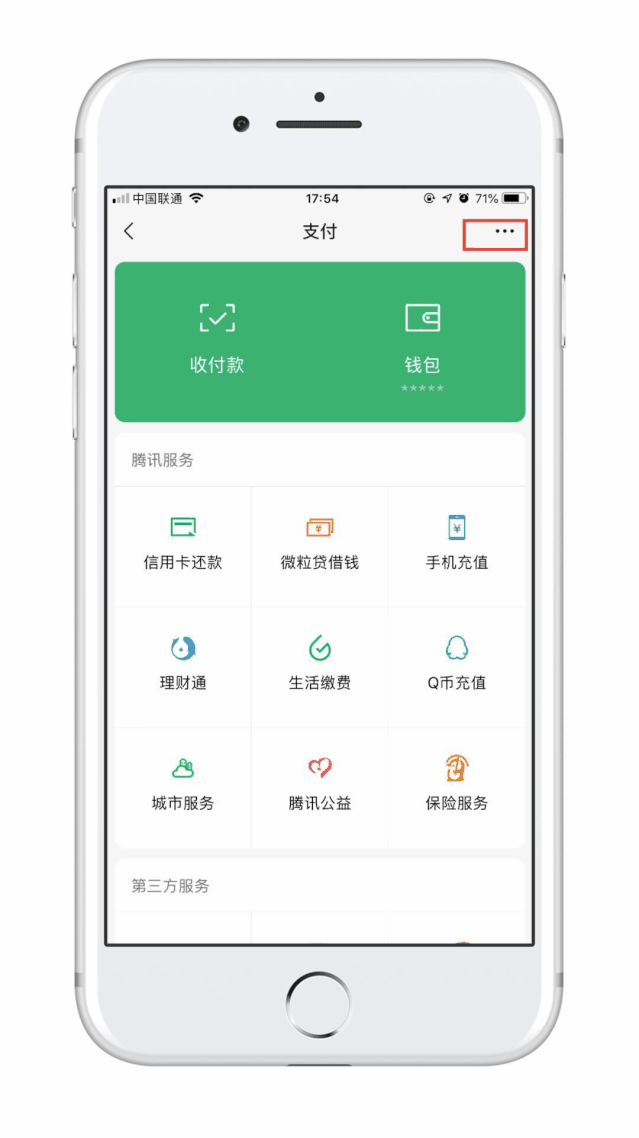 中国联通 17:54 71%
支付
收付款 钱包
*****
腾讯服务
信用卡还款 微粒贷借钱 手机充值
理财通 生活缴费 Q币充值
城市服务 腾讯公益 保险服务
第三方服务